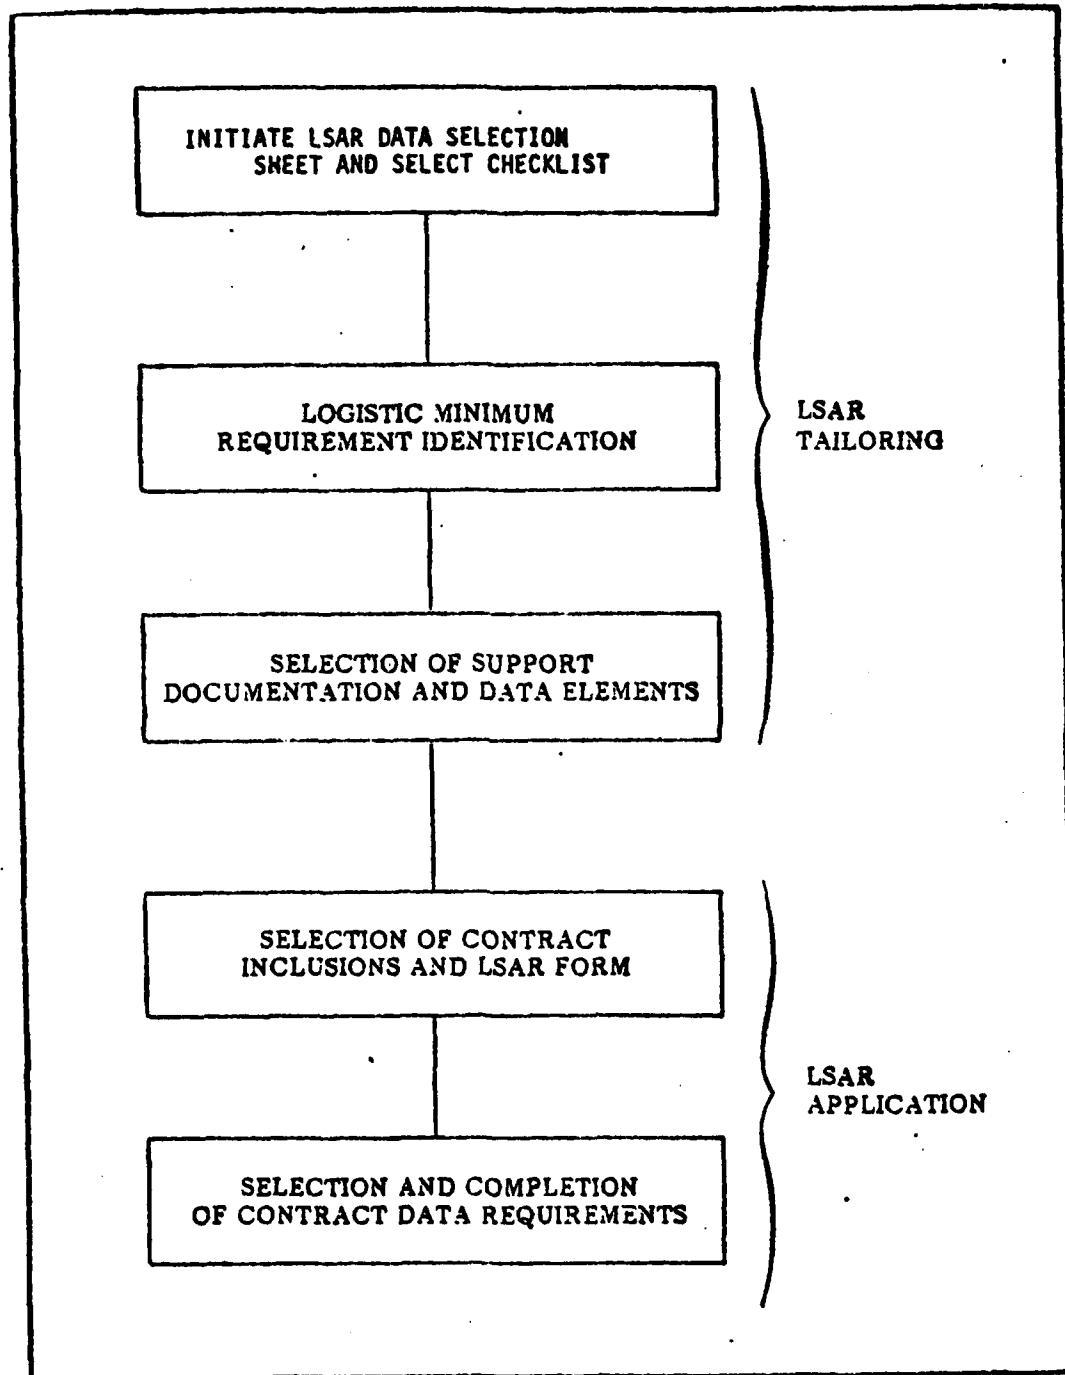 INITIATE LSAR DATA SELECTION
SHEET AND SELECT CHECKLIST
LOGISTIC MINIMUM
REQUIREMENT IDENTIFICATION
LSAR
TAILORING
SELECTION OF SUPPORT
DOCUMENTATION AND DATA ELEMENTS
SELECTION OF CONTRACT
INCLUSIONS AND LSAR FORM
LSAR
APPLICATION
SELECTION AND COMPLETION
OF CONTRACT DATA REQUIREMENTS